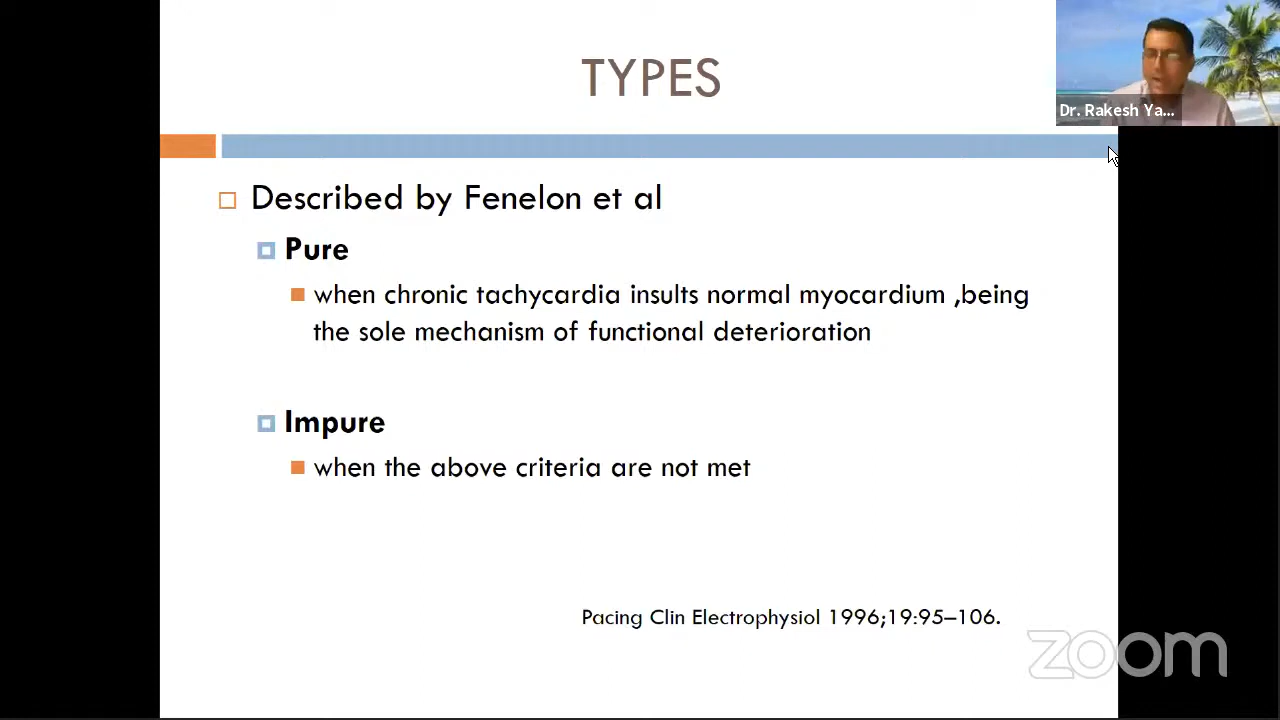 TYPES
Dr. Rakesh Ya...
Described by Fenelon et al
Pure
when chronic tachycardia insults normal myocardium ,being
the sole mechanism of functional deterioration
Impure
when the above criteria are not met
Pacing Clin Electrophysiol 1996;19:95–106.
zoom